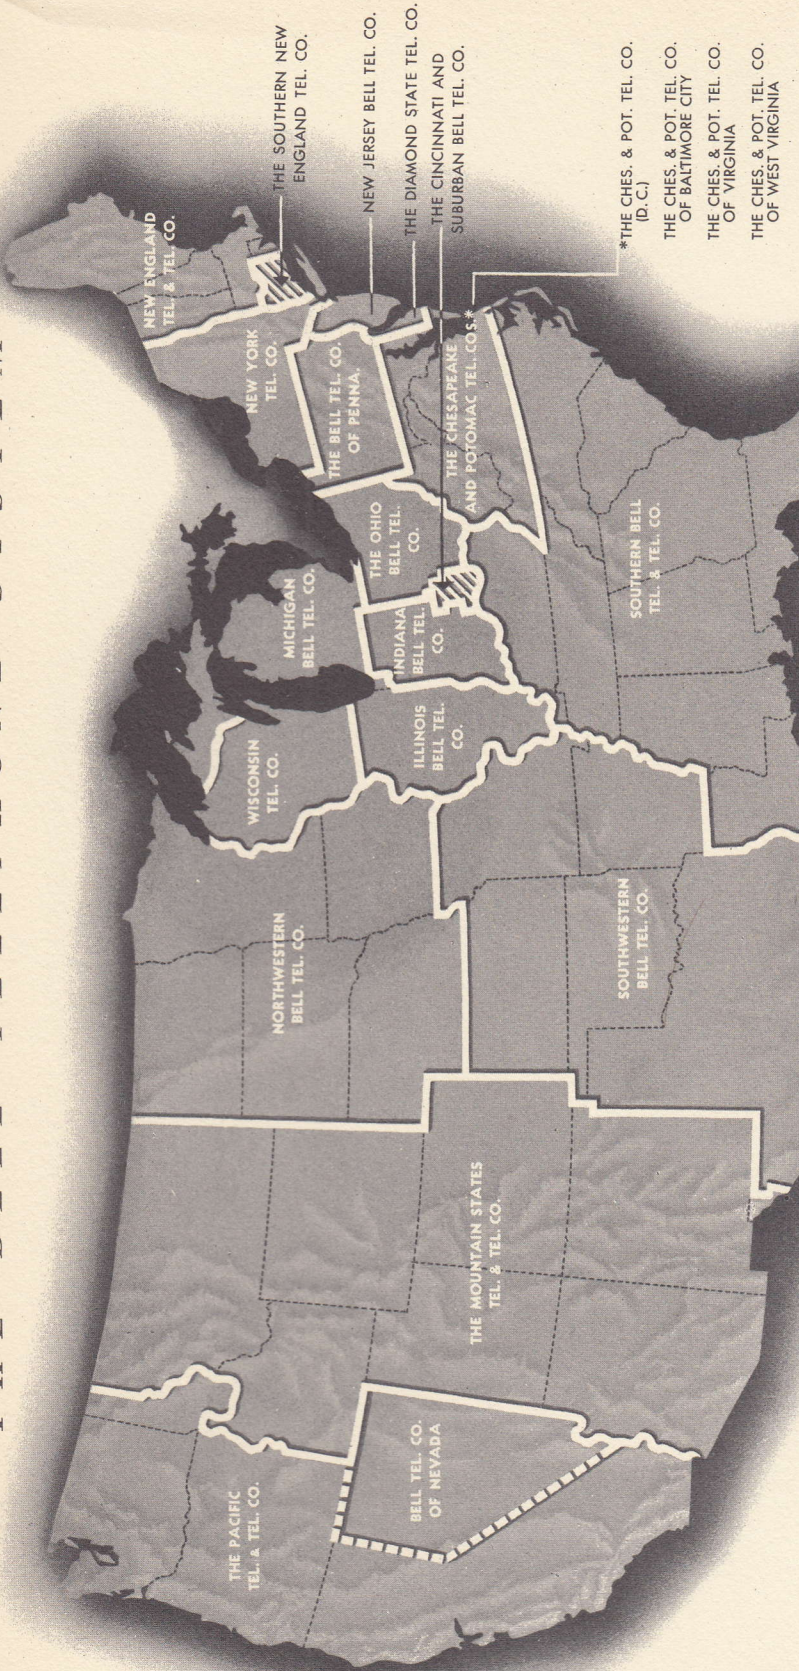 NEW ENGLAND
TEL. & TEL. CO.
THE SOUTHERN NEW
ENGLAND TEL. CO.
NEW YORK
TEL. CO.
NEW JERSEY BELL TEL. CO.
THE BELL TEL. CO.
OF PENNA.
THE DIAMOND STATE TEL. CO.
THE CINCINNATI AND
SUBURBAN BELL TEL. CO.
THE CHESAPEAKE
AND POTOMAC TEL. COS.*
*THE CHES. & POT. TEL. CO.
(D. C.)
THE CHES. & POT. TEL. CO.
OF BALTIMORE CITY
THE CHES. & POT. TEL. CO.
OF VIRGINIA
THE CHES. & POT. TEL. CO.
OF WEST VIRGINIA
MICHIGAN
BELL TEL. CO.
THE OHIO
BELL TEL.
CO.
INDIANA
BELL TEL.
CO.
WISCONSIN
TEL. CO.
ILLINOIS
BELL TEL.
CO.
SOUTHERN BELL
TEL. & TEL. CO.
NORTHWESTERN
BELL TEL. CO.
SOUTHWESTERN
BELL TEL. CO.
THE MOUNTAIN STATES
TEL. & TEL. CO.
THE PACIFIC
TEL. & TEL. CO.
BELL TEL. CO.
OF NEVADA